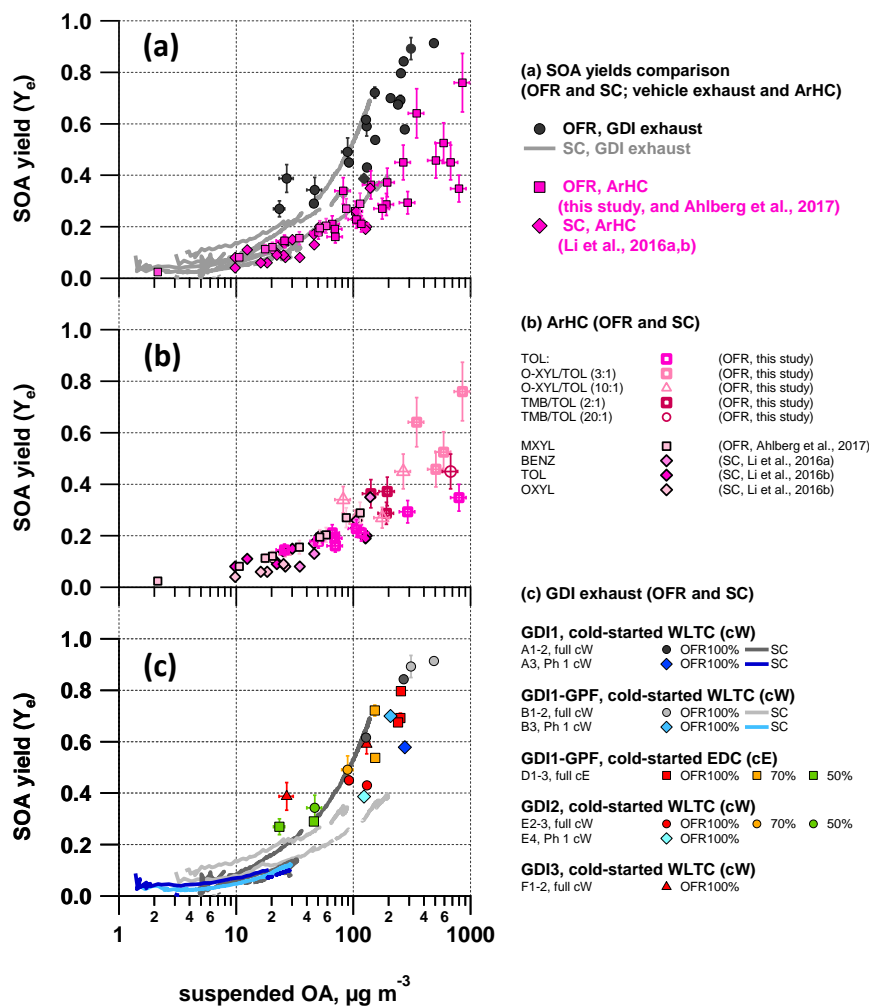 (a)
1.0
0.8
0.6
0.4
0.2
0.0
SOA yield (Yₑ)
(a) SOA yields comparison
(OFR and SC; vehicle exhaust and ArHC)
OFR, GDI exhaust
SC, GDI exhaust
OFR, ArHC
(this study, and Ahlberg et al., 2017)
SC, ArHC
(Li et al., 2016a,b)
(b)
1.0
0.8
0.6
0.4
0.2
0.0
SOA yield (Yₑ)
(b) ArHC (OFR and SC)
TOL: (OFR, this study)
O-XYL/TOL (3:1) (OFR, this study)
O-XYL/TOL (10:1) (OFR, this study)
TMB/TOL (2:1) (OFR, this study)
TMB/TOL (20:1) (OFR, this study)
MXYL (OFR, Ahlberg et al., 2017)
BENZ (SC, Li et al., 2016a)
TOL (SC, Li et al., 2016b)
OXYL (SC, Li et al., 2016b)
(c)
1.0
0.8
0.6
0.4
0.2
0.0
SOA yield (Yₑ)
2 4 6 2 4 6 2 4 6
1 10 100 1000
suspended OA, µg m⁻³
(c) GDI exhaust (OFR and SC)
GDI1, cold-started WLTC (cW)
A1-2, full cW OFR100% SC
A3, Ph 1 cW OFR100% SC
GDI1-GPF, cold-started WLTC (cW)
B1-2, full cW OFR100% SC
B3, Ph 1 cW OFR100% SC
GDI1-GPF, cold-started EDC (cE)
D1-3, full cE OFR100% 70% 50%
GDI2, cold-started WLTC (cW)
E2-3, full cW OFR100% 70% 50%
E4, Ph 1 cW OFR100%
GDI3, cold-started WLTC (cW)
F1-2, full cW OFR100%